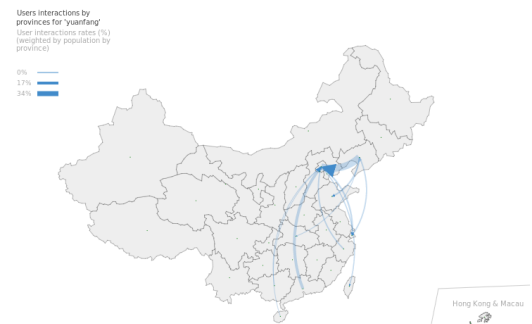 Users interactions by
provinces for 'yuanfang'
User interactions rates (%)
(weighted by population by
province)
0%
17%
34%
Hong Kong & Macau